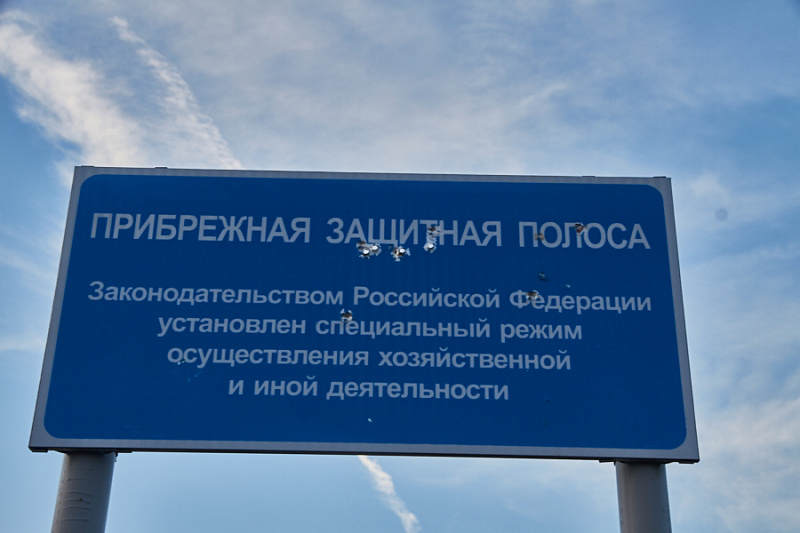 ПРИБРЕЖНАЯ ЗАЩИТНАЯ ПОЛОСА
Законодательством Российской Федерации
установлен специальный режим
осуществления хозяйственной
и иной деятельности